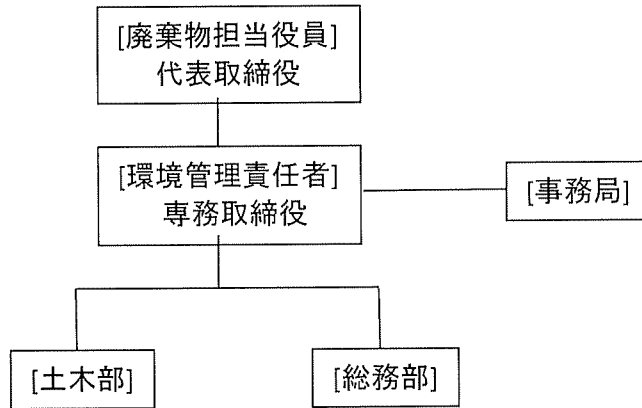 [廃棄物担当役員]
代表取締役
[環境管理責任者]
専務取締役
[事務局]
[土木部]
[総務部]